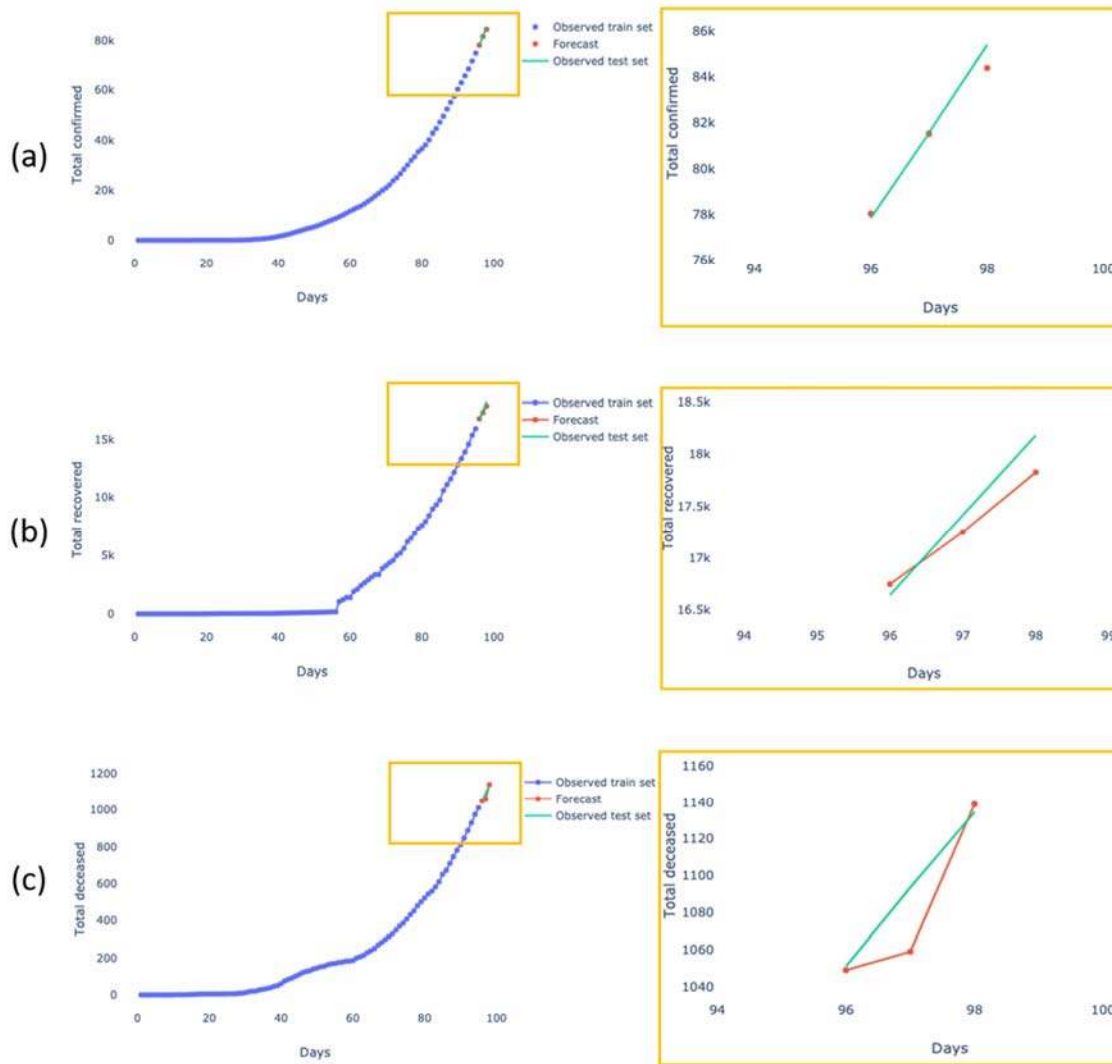 (a)
Total confirmed
80k
60k
40k
20k
0
0 20 40 60 80 100
Days
Observed train set
Forecast
Observed test set
Total confirmed
86k
84k
82k
80k
78k
76k
94 96 98 100
Days
(b)
Total recovered
15k
10k
5k
0
0 20 40 60 80 100
Days
Observed train set
Forecast
Observed test set
Total recovered
18.5k
18k
17.5k
17k
16.5k
94 95 96 97 98 99
Days
(c)
Total deceased
1200
1000
800
600
400
200
0
0 20 40 60 80 100
Days
Observed train set
Forecast
Observed test set
Total deceased
1160
1140
1120
1100
1080
1060
1040
94 96 98 100
Days